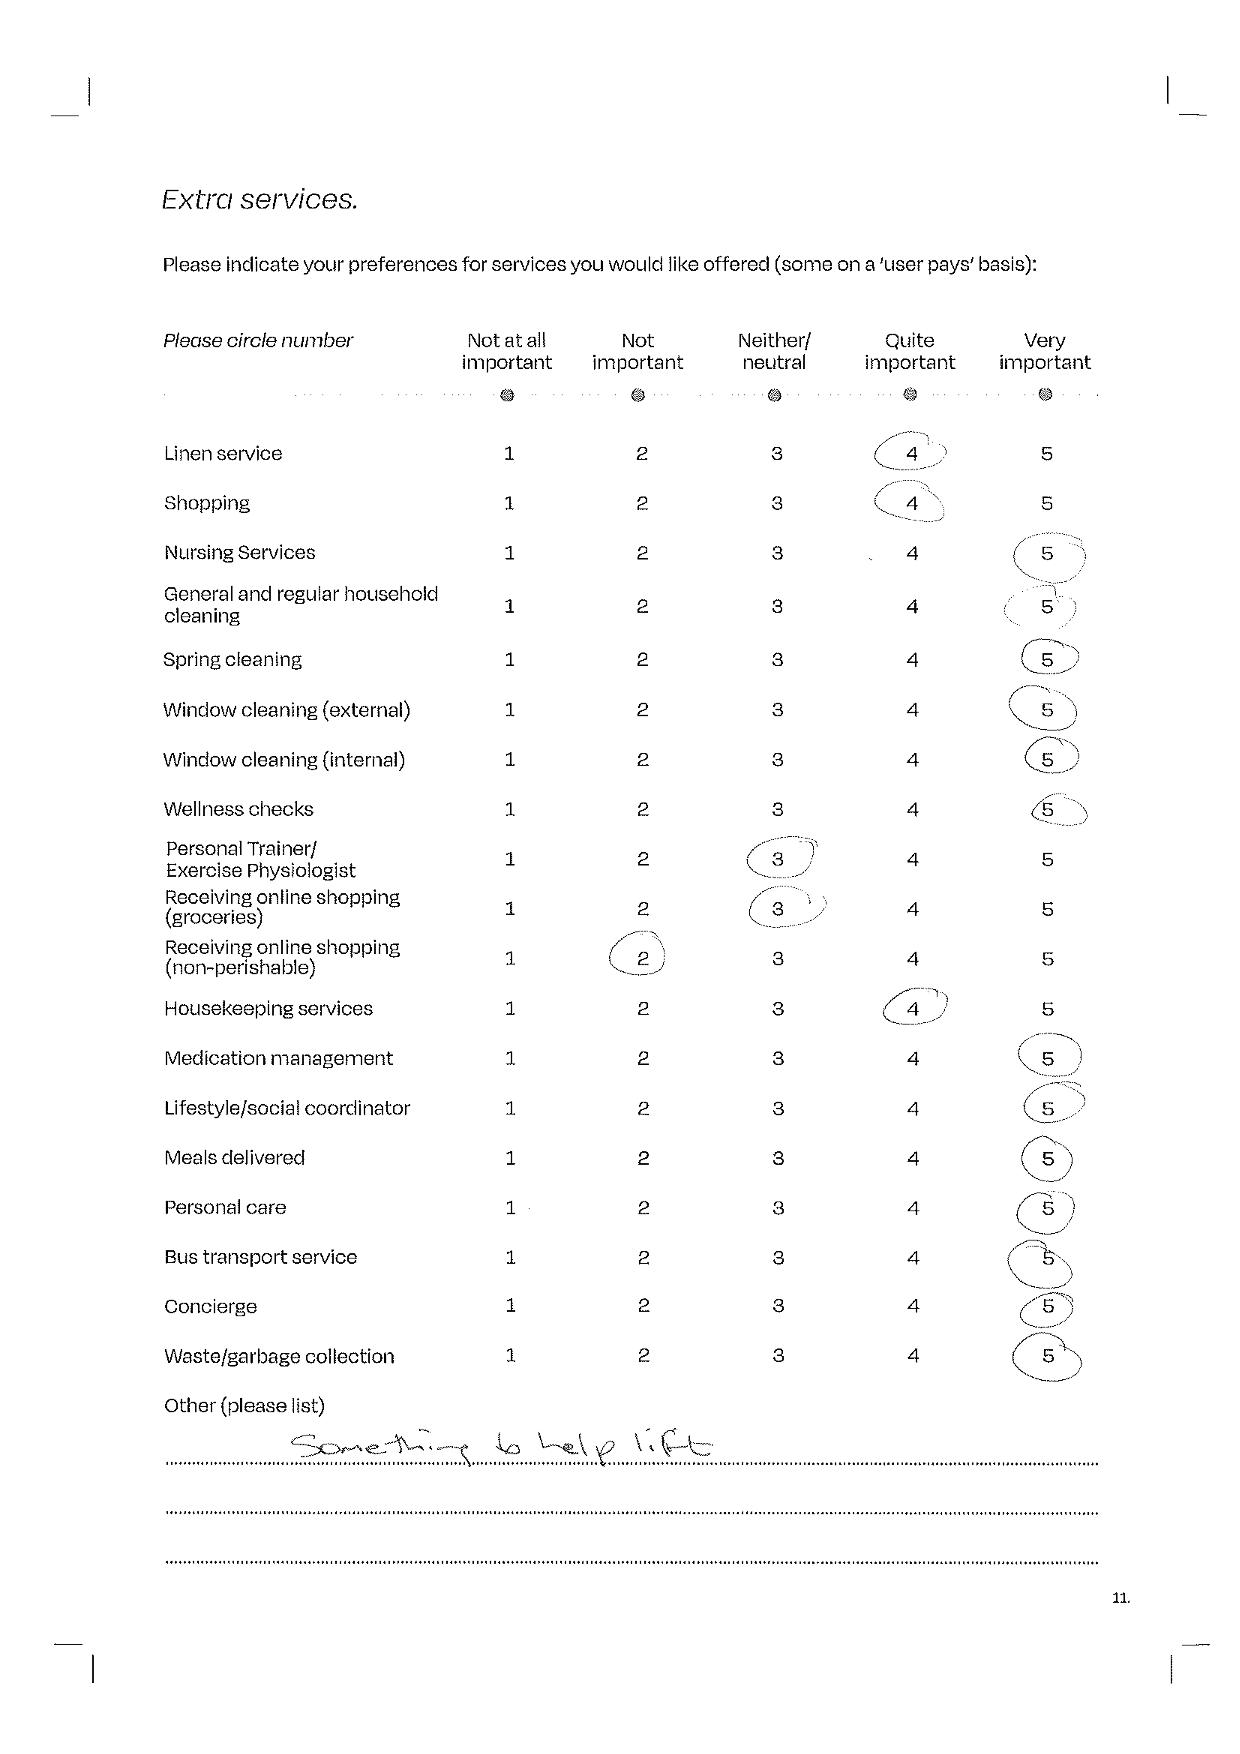 Extra services.
Please indicate your preferences for services you would like offered (some on a 'user pays' basis):
Please circle number Not at all important Not important Neither/ neutral Quite important Very important
Linen service 1 2 3 4 5
Shopping 1 2 3 4 5
Nursing Services 1 2 3 4 5
General and regular household
cleaning 1 2 3 4 5
Spring cleaning 1 2 3 4 5
Window cleaning (external) 1 2 3 4 5
Window cleaning (internal) 1 2 3 4 5
Wellness checks 1 2 3 4 5
Personal Trainer/
Exercise Physiologist 1 2 3 4 5
Receiving online shopping
(groceries) 1 2 3 4 5
Receiving online shopping
(non-perishable) 1 2 3 4 5
Housekeeping services 1 2 3 4 5
Medication management 1 2 3 4 5
Lifestyle/social coordinator 1 2 3 4 5
Meals delivered 1 2 3 4 5
Personal care 1 2 3 4 5
Bus transport service 1 2 3 4 5
Concierge 1 2 3 4 5
Waste/garbage collection 1 2 3 4 5
Other (please list)
Something to help lift
11.